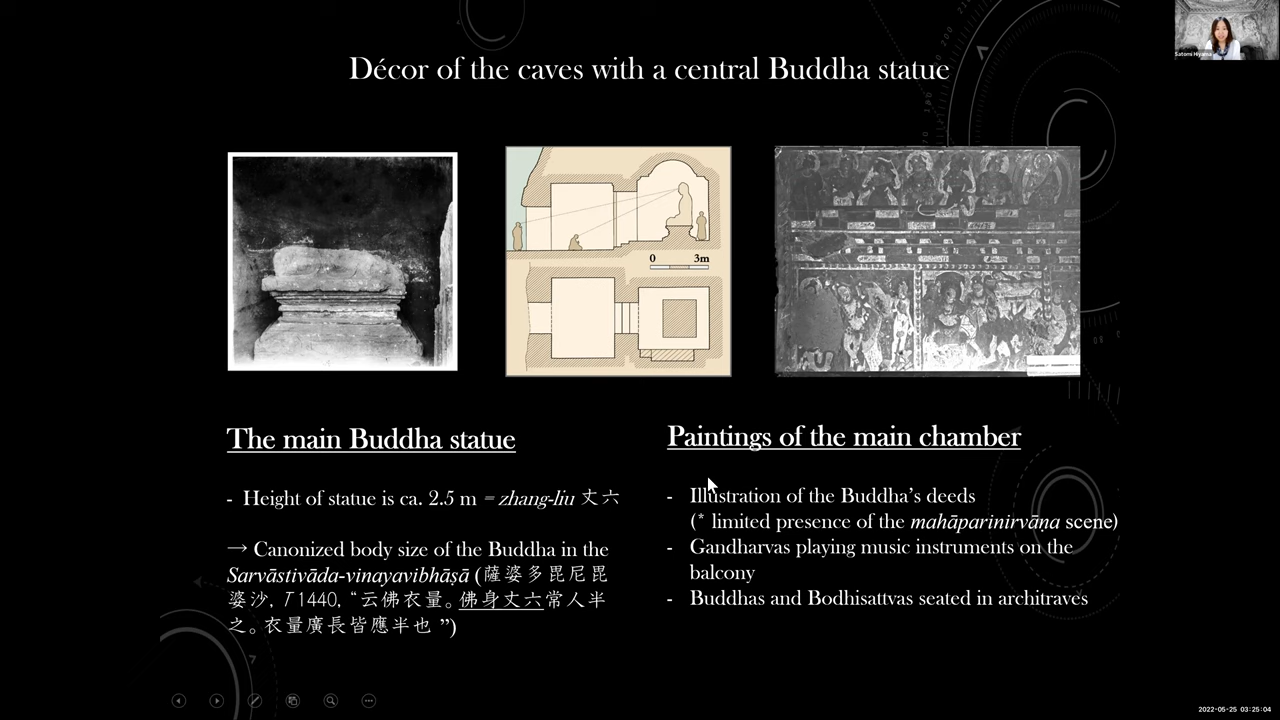 Décor of the caves with a central Buddha statue
Satomi Hiyama
0 3m
The main Buddha statue
- Height of statue is ca. 2.5 m = zhang-liu 丈六
→ Canonized body size of the Buddha in the
Sarvāstivāda-vinayavibhāṣā (薩婆多毘尼毘
婆沙, T 1440, “云佛衣量。佛身丈六常人半
之。衣量廣長皆應半也 ”)
Paintings of the main chamber
- Illustration of the Buddha’s deeds
(* limited presence of the mahāparinirvāṇa scene)
- Gandharvas playing music instruments on the
balcony
- Buddhas and Bodhisattvas seated in architraves
2022-05-25 03:25:04